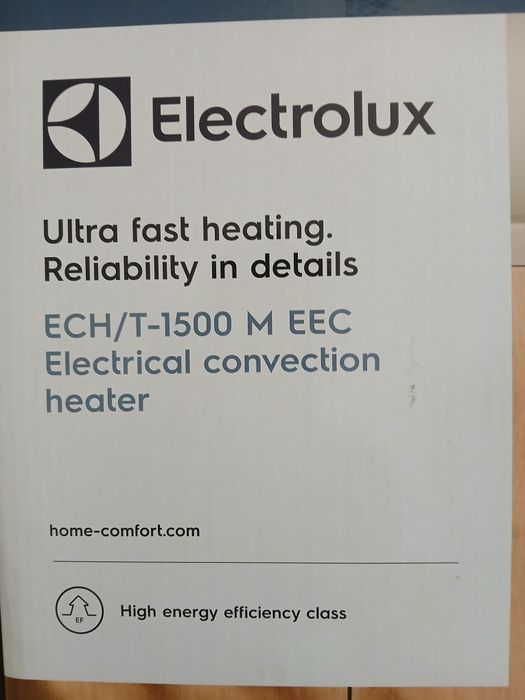 Electrolux
Ultra fast heating.
Reliability in details
ECH/T-1500 M EEC
Electrical convection
heater
home-comfort.com
EF
High energy efficiency class